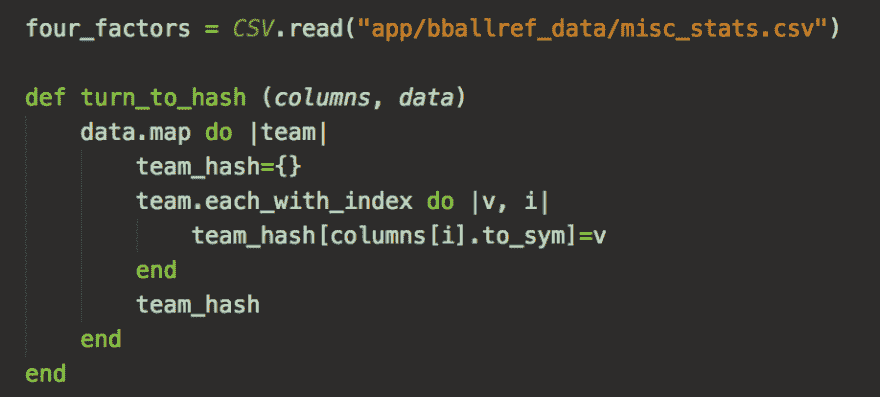 four_factors = CSV.read("app/bballref_data/misc_stats.csv")
def turn_to_hash (columns, data)
data.map do |team|
team_hash={}
team.each_with_index do |v, i|
team_hash[columns[i].to_sym]=v
end
team_hash
end
end